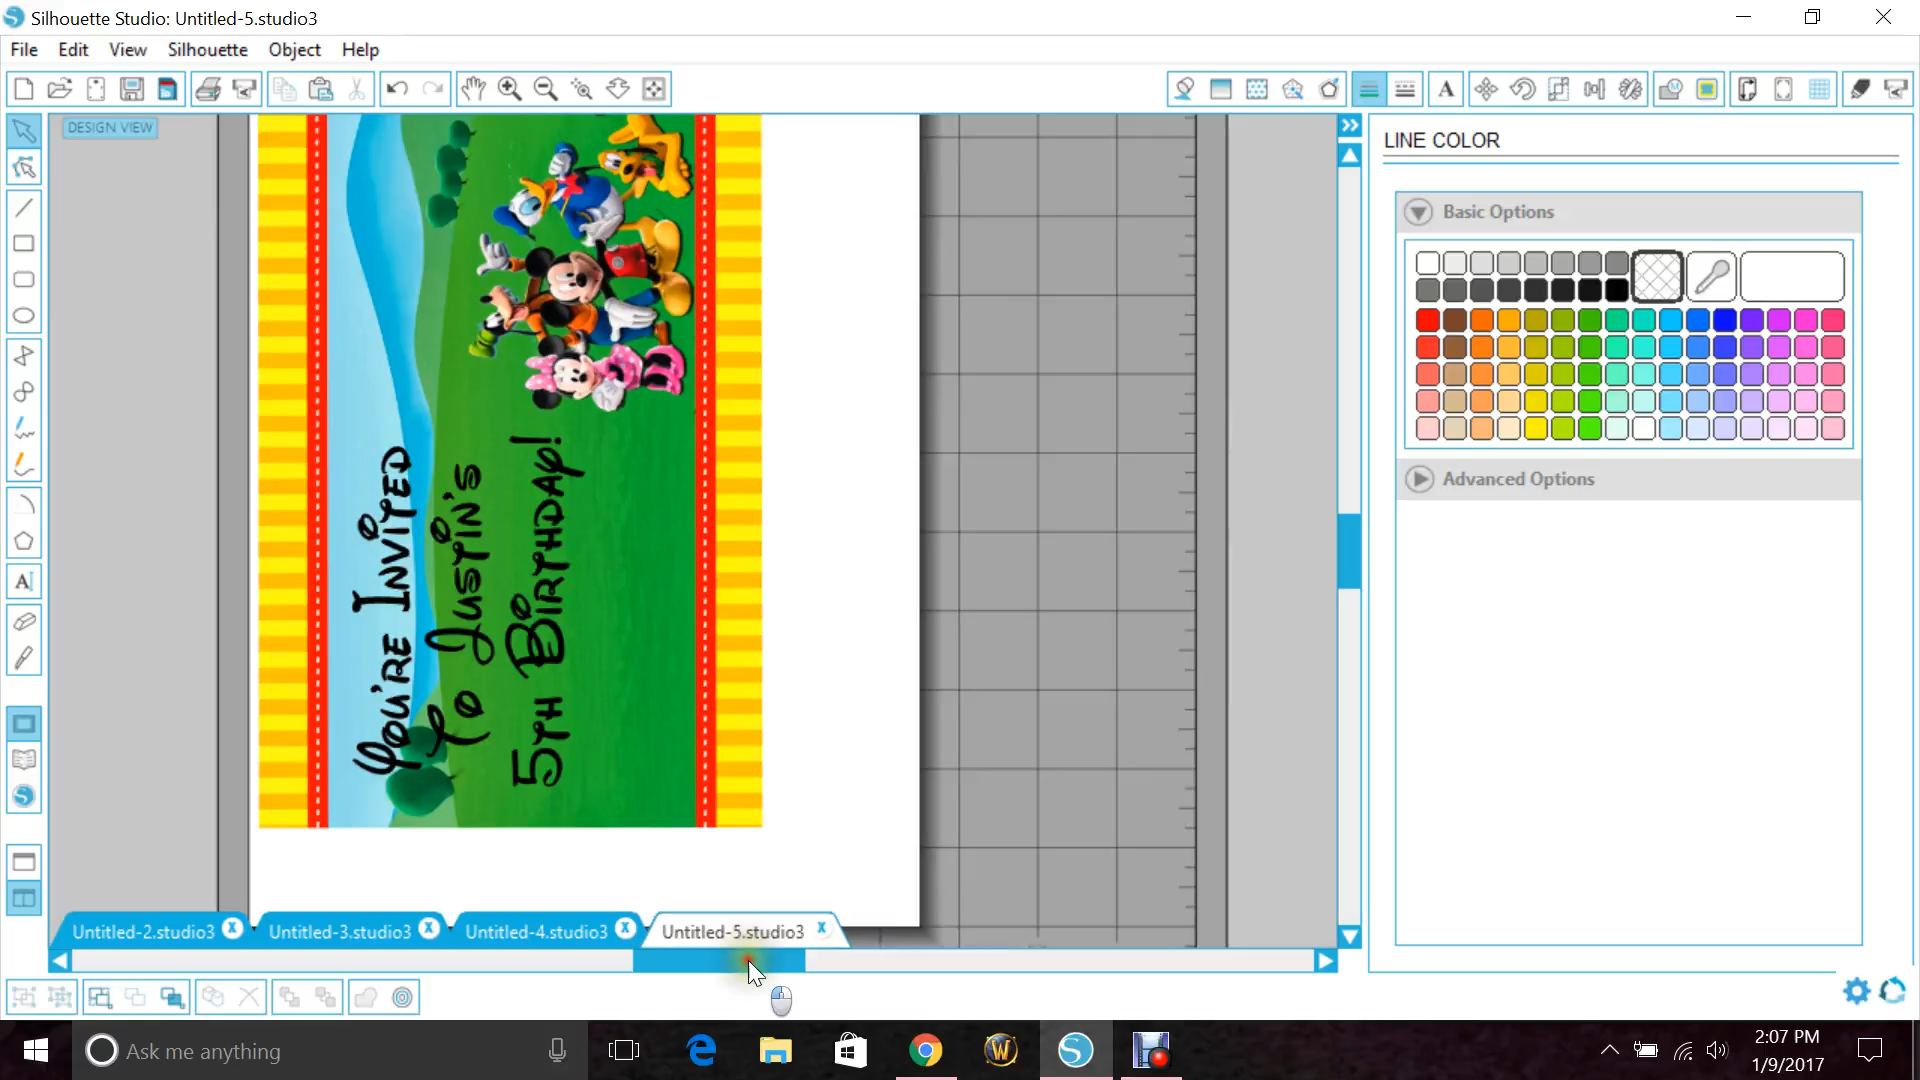 Silhouette Studio: Untitled-5.studio3
File Edit View Silhouette Object Help
DESIGN VIEW
LINE COLOR
Basic Options
Advanced Options
You're Invited
To Justin's
5th Birthday!
Untitled-2.studio3
Untitled-3.studio3
Untitled-4.studio3
Untitled-5.studio3
Ask me anything
2:07 PM
1/9/2017